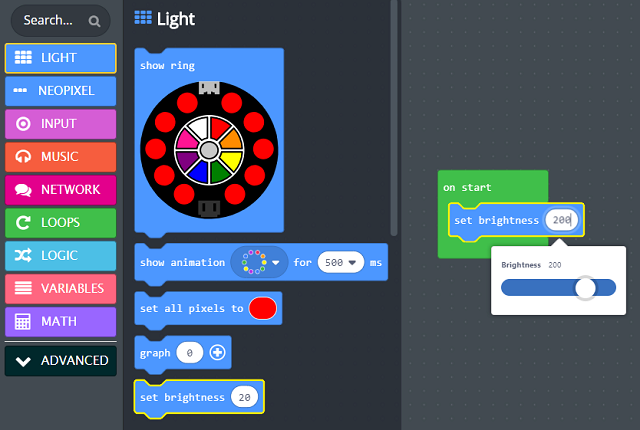 Search...
LIGHT
NEOPIXEL
INPUT
MUSIC
NETWORK
LOOPS
LOGIC
VARIABLES
MATH
ADVANCED
Light
show ring
show animation for 500 ms
set all pixels to
graph 0
set brightness 20
on start
set brightness 200
Brightness 200